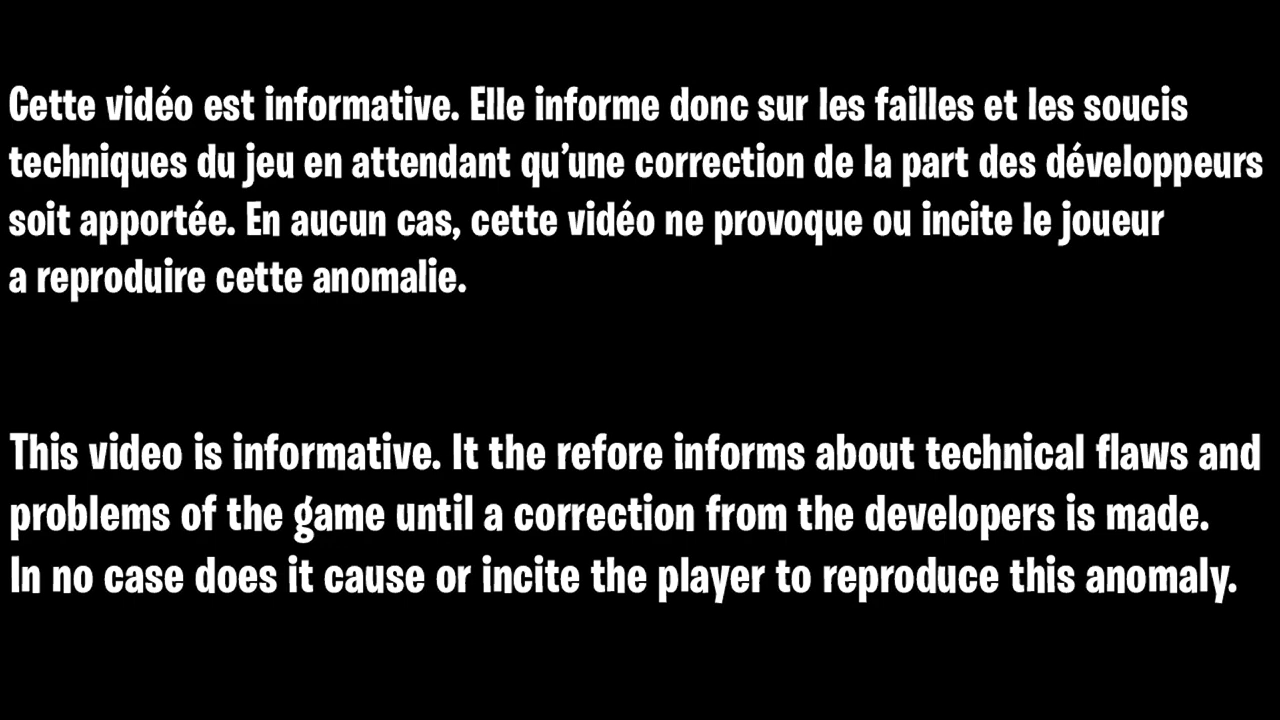 Cette vidéo est informative. Elle informe donc sur les failles et les soucis
techniques du jeu en attendant qu’une correction de la part des développeurs
soit apportée. En aucun cas, cette vidéo ne provoque ou incite le joueur
a reproduire cette anomalie.
This video is informative. It the refore informs about technical flaws and
problems of the game until a correction from the developers is made.
In no case does it cause or incite the player to reproduce this anomaly.